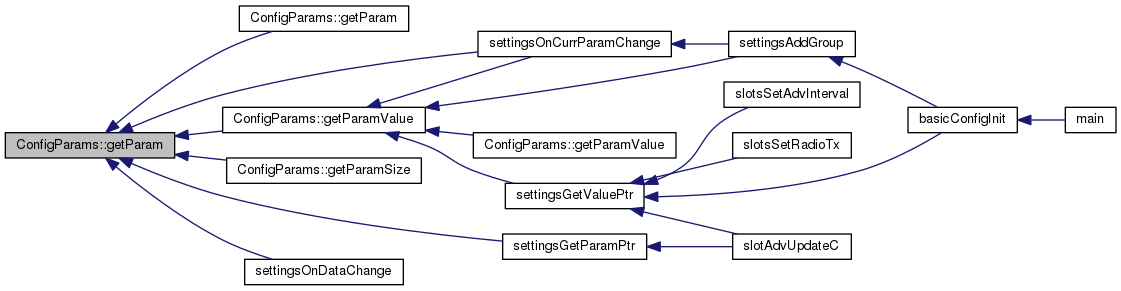 ConfigParams::getParam
ConfigParams::getParam
settingsOnCurrParamChange
ConfigParams::getParamValue
ConfigParams::getParamSize
settingsOnDataChange
settingsAddGroup
slotsSetAdvInterval
ConfigParams::getParamValue
slotsSetRadioTx
settingsGetValuePtr
settingsGetParamPtr
slotAdvUpdateC
basicConfigInit
main